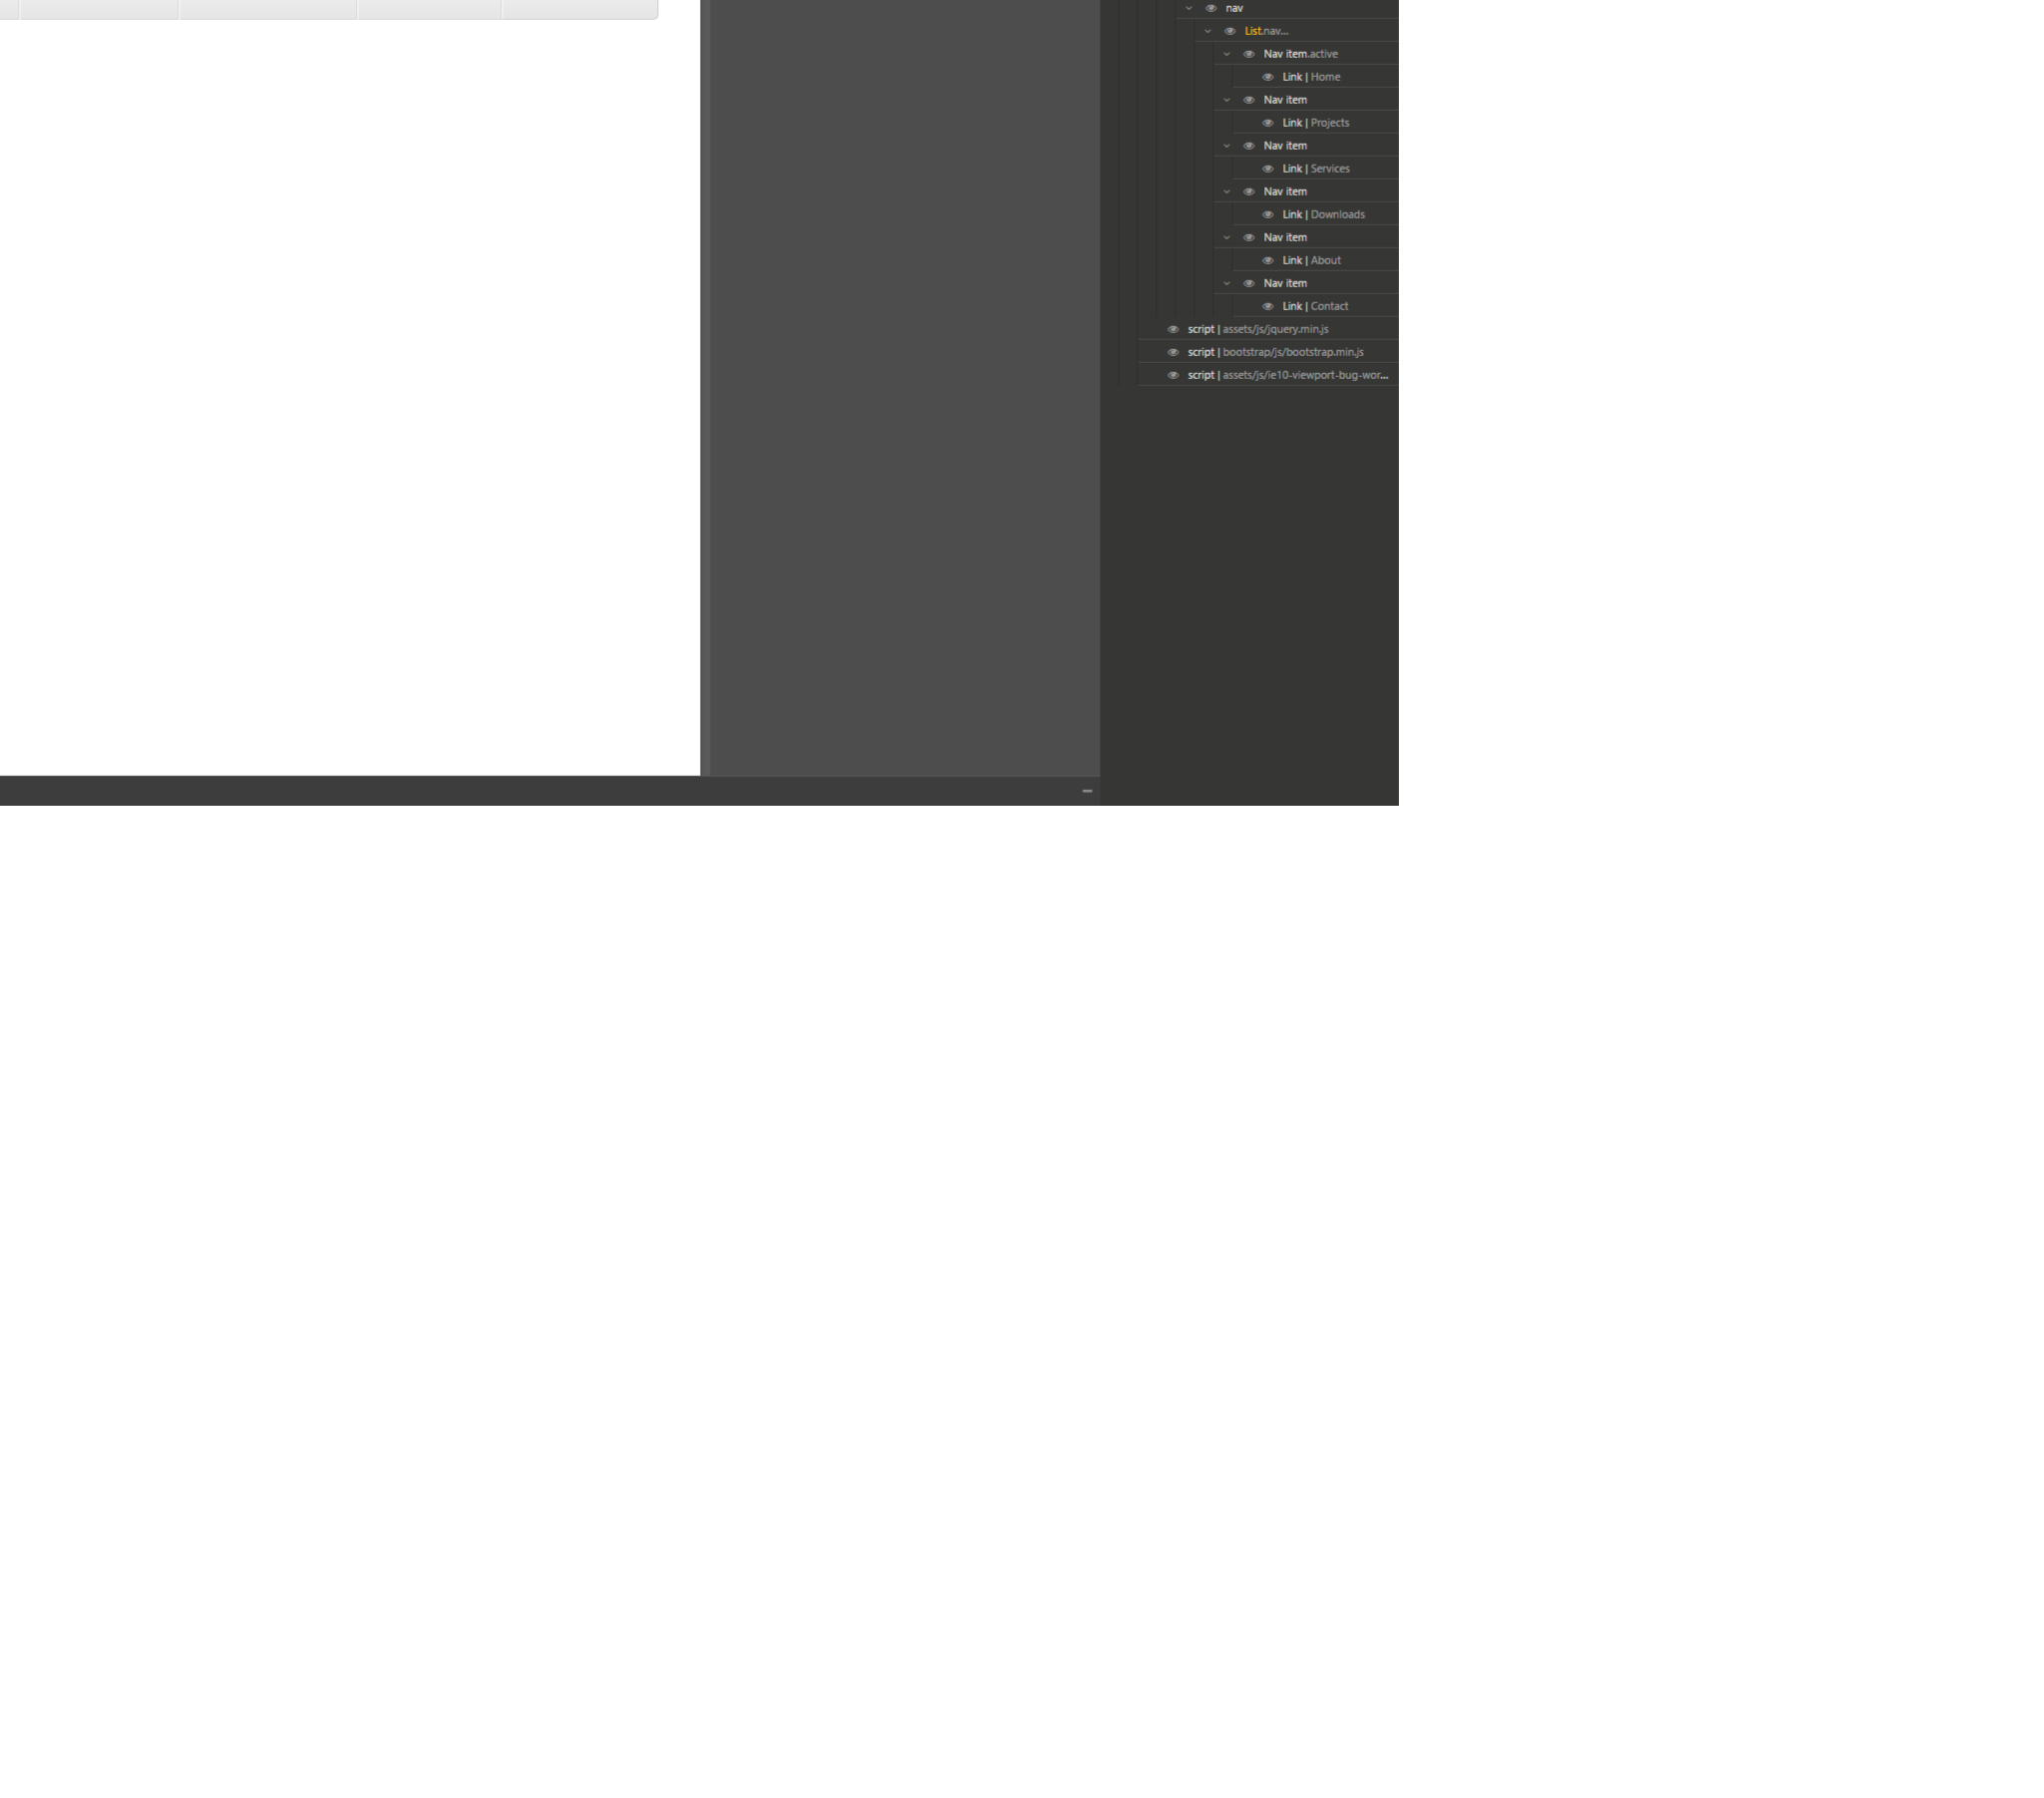 nav
List.nav...
Nav item.active
Link | Home
Nav item
Link | Projects
Nav item
Link | Services
Nav item
Link | Downloads
Nav item
Link | About
Nav item
Link | Contact
script | assets/js/jquery.min.js
script | bootstrap/js/bootstrap.min.js
script | assets/js/ie10-viewport-bug-wor...